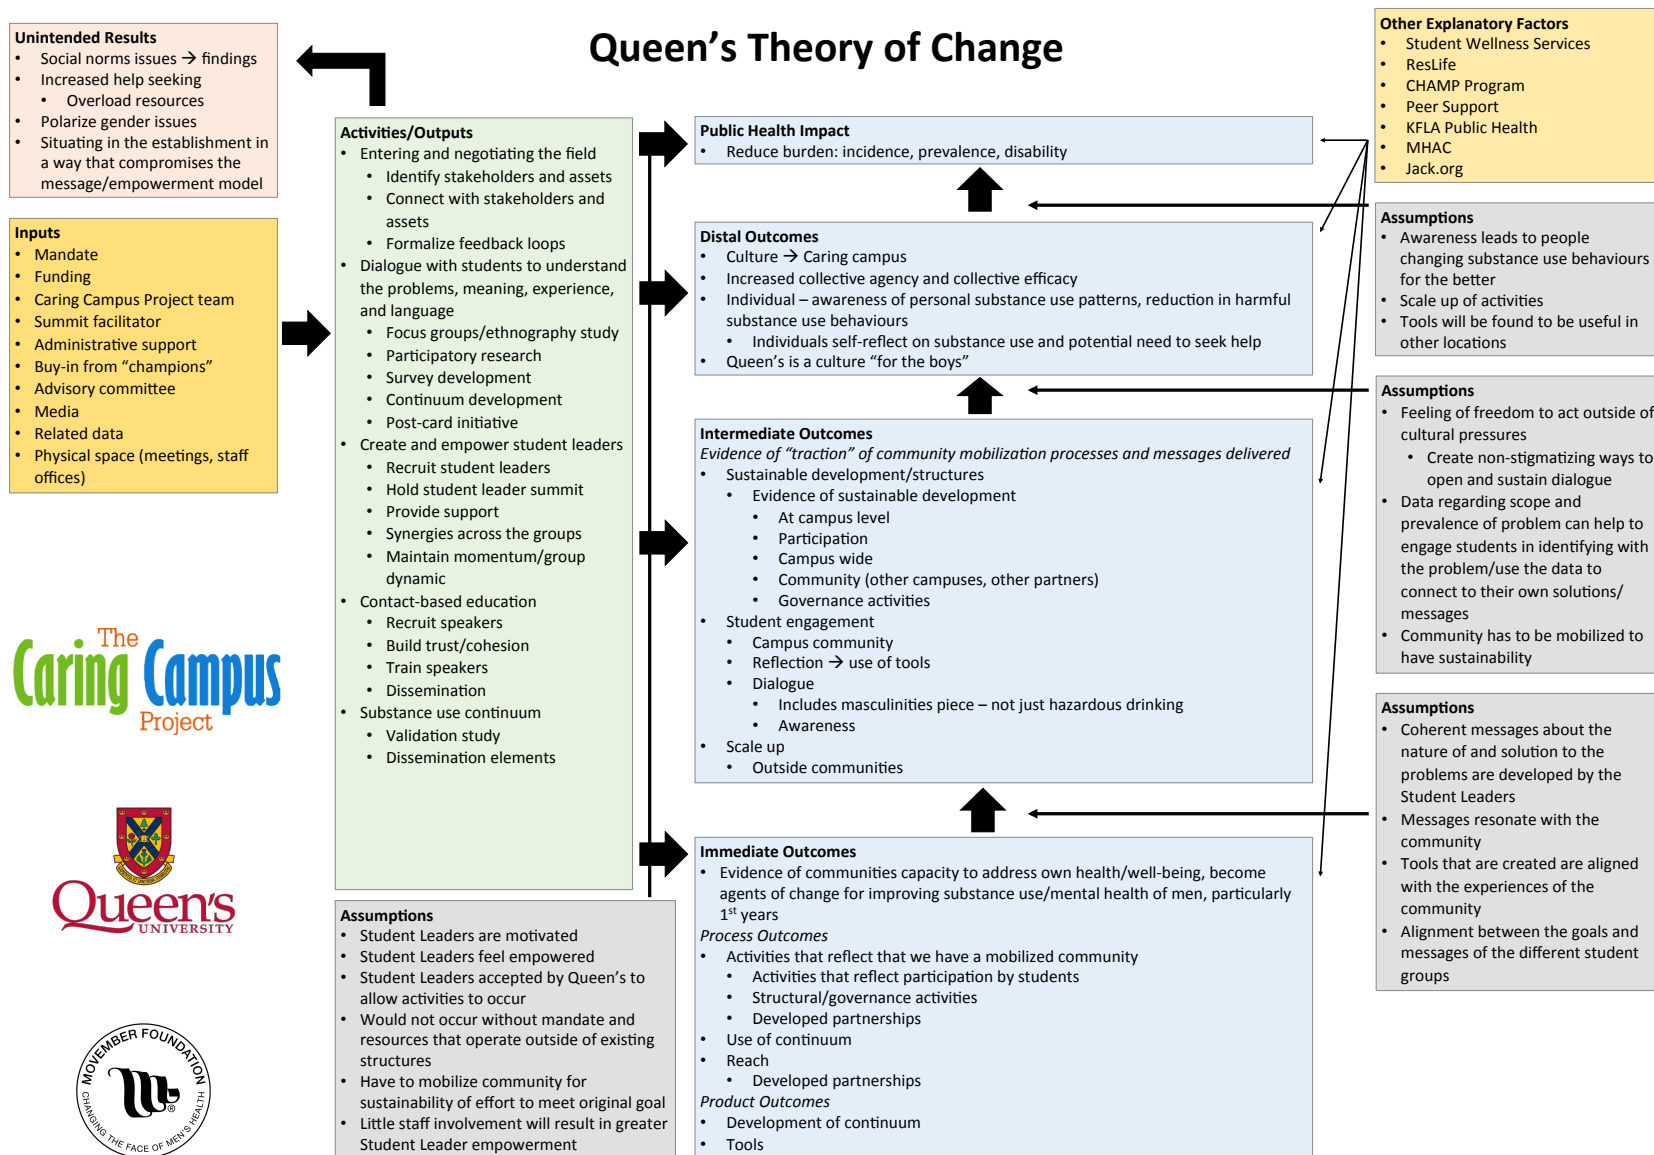 Queen's Theory of Change
Unintended Results
• Social norms issues → findings
• Increased help seeking
• Overload resources
• Polarize gender issues
• Situating in the establishment in
a way that compromises the
message/empowerment model
Inputs
• Mandate
• Funding
• Caring Campus Project team
• Summit facilitator
• Administrative support
• Buy-in from “champions”
• Advisory committee
• Media
• Related data
• Physical space (meetings, staff
offices)
The
Caring Campus
Project
Queen's
UNIVERSITY
MOVEMBER FOUNDATION
CHANGING THE FACE OF MEN'S HEALTH
®
Activities/Outputs
• Entering and negotiating the field
• Identify stakeholders and assets
• Connect with stakeholders and
assets
• Formalize feedback loops
• Dialogue with students to understand
the problems, meaning, experience,
and language
• Focus groups/ethnography study
• Participatory research
• Survey development
• Continuum development
• Post-card initiative
• Create and empower student leaders
• Recruit student leaders
• Hold student leader summit
• Provide support
• Synergies across the groups
• Maintain momentum/group
dynamic
• Contact-based education
• Recruit speakers
• Build trust/cohesion
• Train speakers
• Dissemination
• Substance use continuum
• Validation study
• Dissemination elements
Assumptions
• Student Leaders are motivated
• Student Leaders feel empowered
• Student Leaders accepted by Queen's to
allow activities to occur
• Would not occur without mandate and
resources that operate outside of existing
structures
• Have to mobilize community for
sustainability of effort to meet original goal
• Little staff involvement will result in greater
Student Leader empowerment
Public Health Impact
• Reduce burden: incidence, prevalence, disability
Distal Outcomes
• Culture → Caring campus
• Increased collective agency and collective efficacy
• Individual – awareness of personal substance use patterns, reduction in harmful
substance use behaviours
• Individuals self-reflect on substance use and potential need to seek help
• Queen's is a culture “for the boys”
Intermediate Outcomes
Evidence of “traction” of community mobilization processes and messages delivered
• Sustainable development/structures
• Evidence of sustainable development
• At campus level
• Participation
• Campus wide
• Community (other campuses, other partners)
• Governance activities
• Student engagement
• Campus community
• Reflection → use of tools
• Dialogue
• Includes masculinities piece – not just hazardous drinking
• Awareness
• Scale up
• Outside communities
Immediate Outcomes
• Evidence of communities capacity to address own health/well-being, become
agents of change for improving substance use/mental health of men, particularly
1st years
Process Outcomes
• Activities that reflect that we have a mobilized community
• Activities that reflect participation by students
• Structural/governance activities
• Developed partnerships
• Use of continuum
• Reach
• Developed partnerships
Product Outcomes
• Development of continuum
• Tools
Other Explanatory Factors
• Student Wellness Services
• ResLife
• CHAMP Program
• Peer Support
• KFLA Public Health
• MHAC
• Jack.org
Assumptions
• Awareness leads to people
changing substance use behaviours
for the better
• Scale up of activities
• Tools will be found to be useful in
other locations
Assumptions
• Feeling of freedom to act outside of
cultural pressures
• Create non-stigmatizing ways to
open and sustain dialogue
• Data regarding scope and
prevalence of problem can help to
engage students in identifying with
the problem/use the data to
connect to their own solutions/
messages
• Community has to be mobilized to
have sustainability
Assumptions
• Coherent messages about the
nature of and solution to the
problems are developed by the
Student Leaders
• Messages resonate with the
community
• Tools that are created are aligned
with the experiences of the
community
• Alignment between the goals and
messages of the different student
groups